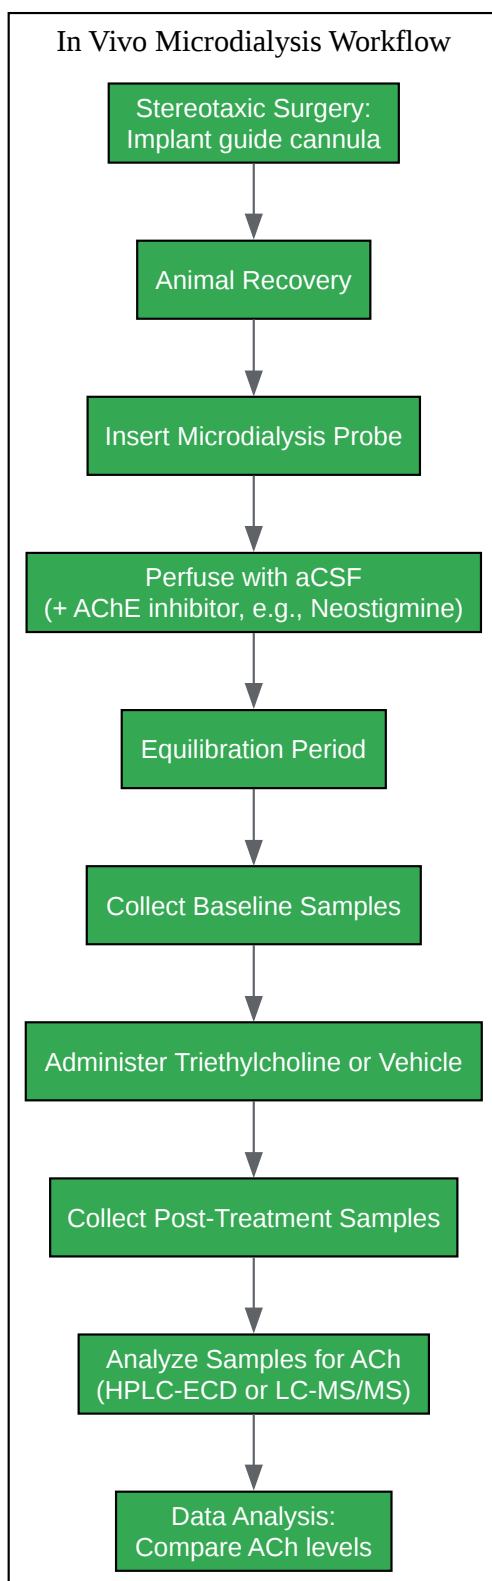 In Vivo Microdialysis Workflow
Stereotaxic Surgery:
Implant guide cannula
Animal Recovery
Insert Microdialysis Probe
Perfuse with aCSF
(+ AChE inhibitor, e.g., Neostigmine)
Equilibration Period
Collect Baseline Samples
Administer Triethylcholine or Vehicle
Collect Post-Treatment Samples
Analyze Samples for ACh
(HPLC-ECD or LC-MS/MS)
Data Analysis:
Compare ACh levels